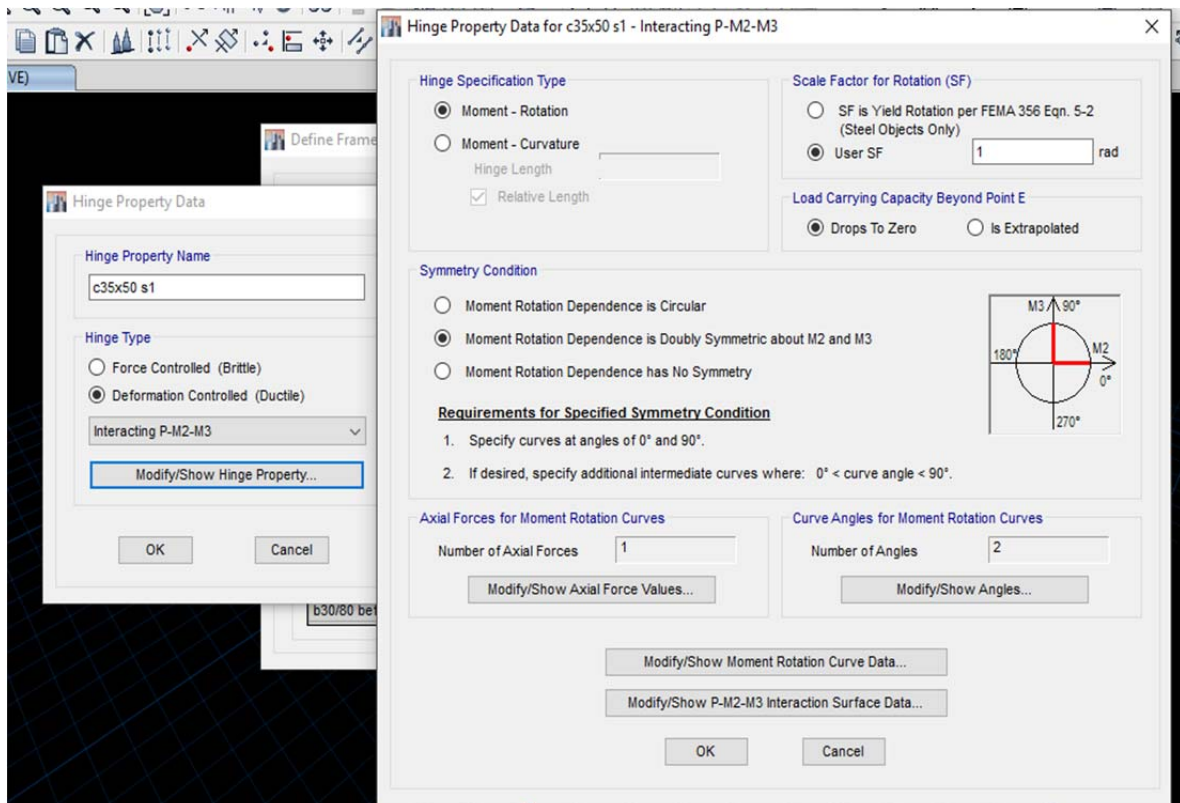 VE)
Define Frame
Hinge Property Data
Hinge Property Name
c35x50 s1
Hinge Type
Force Controlled (Brittle)
Deformation Controlled (Ductile)
Interacting P-M2-M3
Modify/Show Hinge Property...
OK
Cancel
b30/80 bet
Hinge Property Data for c35x50 s1 - Interacting P-M2-M3
Hinge Specification Type
Moment - Rotation
Moment - Curvature
Hinge Length
Relative Length
Scale Factor for Rotation (SF)
SF is Yield Rotation per FEMA 356 Eqn. 5-2
(Steel Objects Only)
User SF
1
rad
Load Carrying Capacity Beyond Point E
Drops To Zero
Is Extrapolated
Symmetry Condition
Moment Rotation Dependence is Circular
Moment Rotation Dependence is Doubly Symmetric about M2 and M3
Moment Rotation Dependence has No Symmetry
Requirements for Specified Symmetry Condition
1. Specify curves at angles of 0° and 90°.
2. If desired, specify additional intermediate curves where: 0° < curve angle < 90°.
M3
90°
180°
M2
0°
270°
Axial Forces for Moment Rotation Curves
Number of Axial Forces
1
Modify/Show Axial Force Values...
Curve Angles for Moment Rotation Curves
Number of Angles
2
Modify/Show Angles...
Modify/Show Moment Rotation Curve Data...
Modify/Show P-M2-M3 Interaction Surface Data...
OK
Cancel